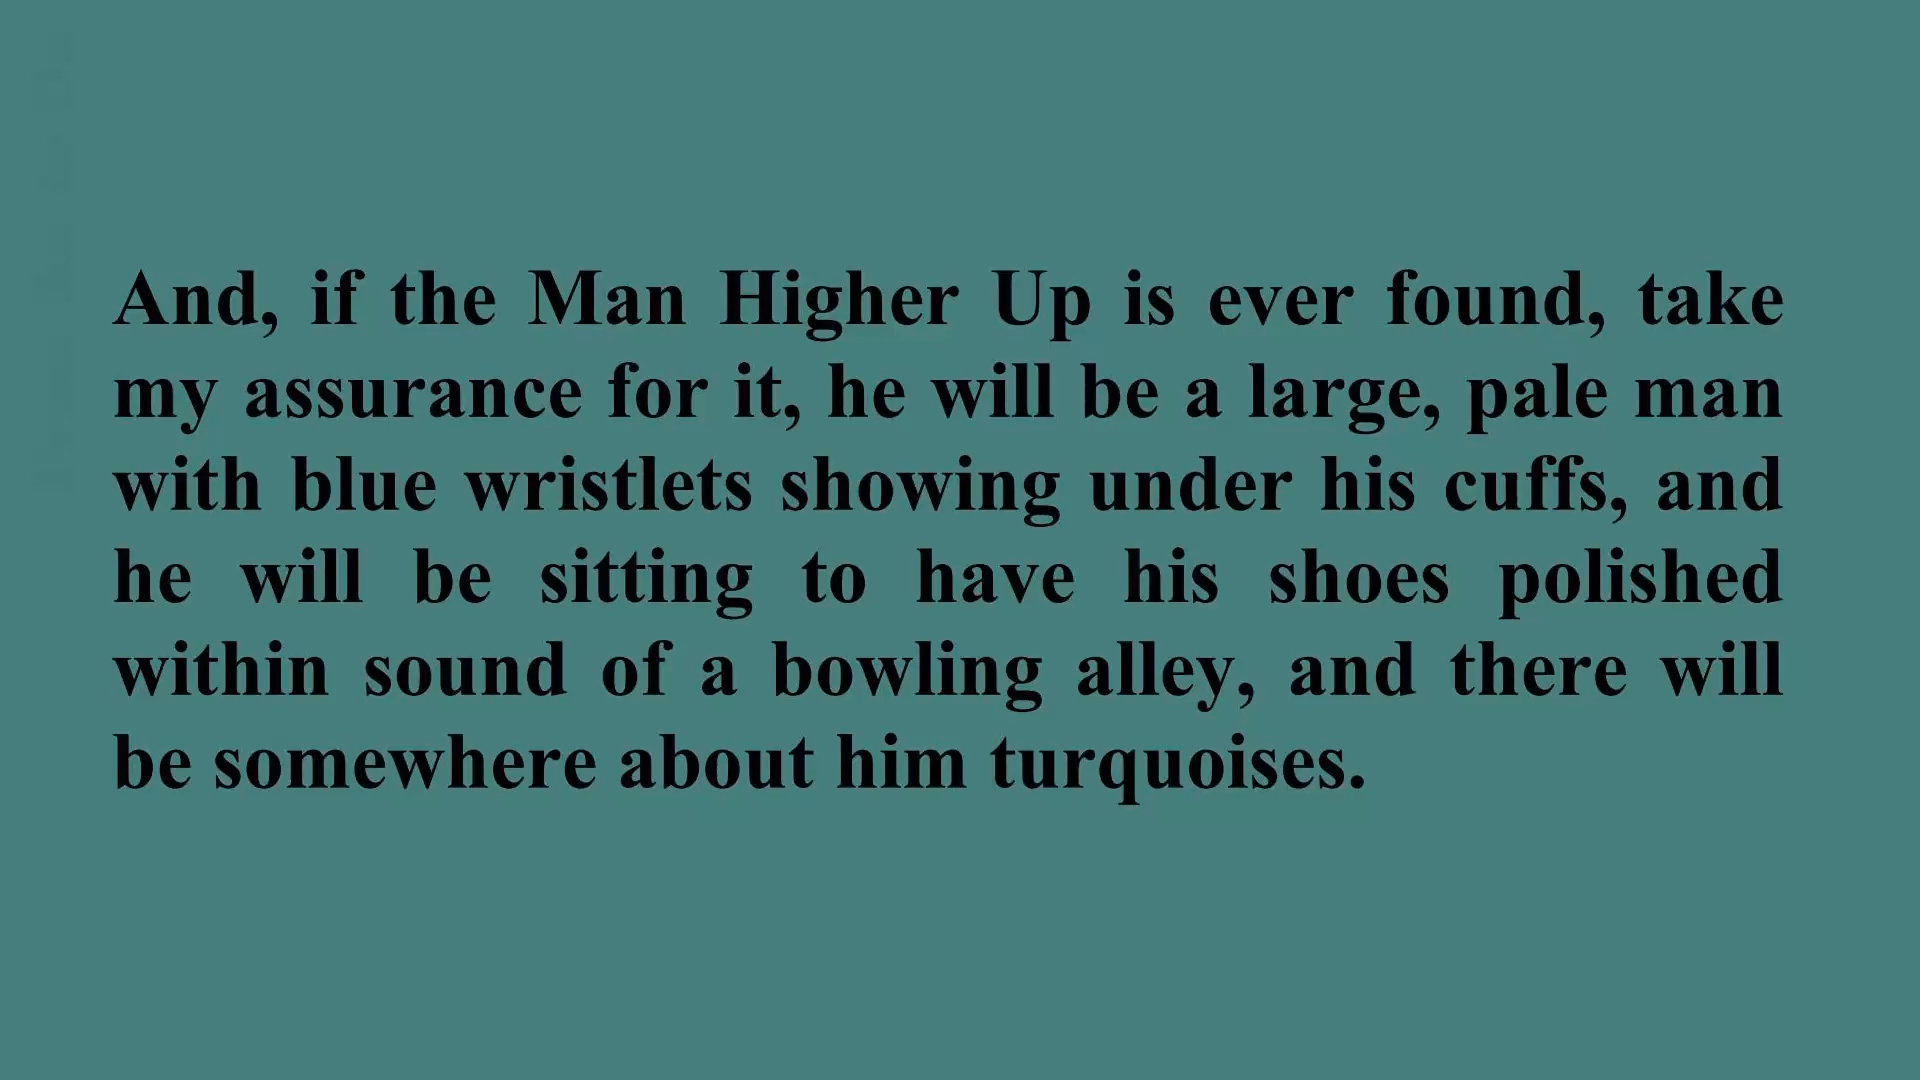 And, if the Man Higher Up is ever found, take
my assurance for it, he will be a large, pale man
with blue wristlets showing under his cuffs, and
he will be sitting to have his shoes polished
within sound of a bowling alley, and there will
be somewhere about him turquoises.